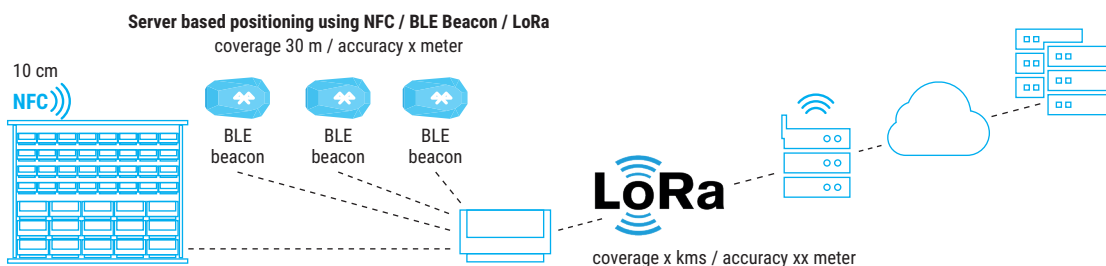 Server based positioning using NFC / BLE Beacon / LoRa
coverage 30 m / accuracy x meter
10 cm
NFC
BLE
beacon
BLE
beacon
BLE
beacon
LoRa
coverage x kms / accuracy xx meter